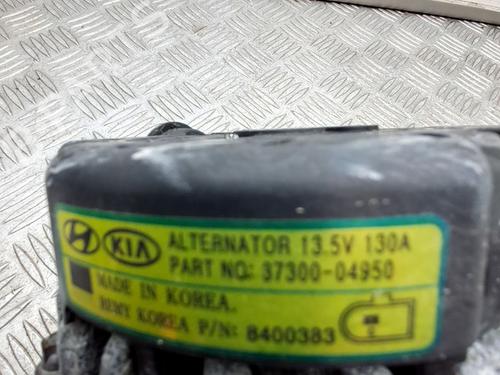 KIA ALTERNATOR 13.5V 130A
PART NO: 37300-04950
MADE IN KOREA.
REMY KOREA P/N: 8400383